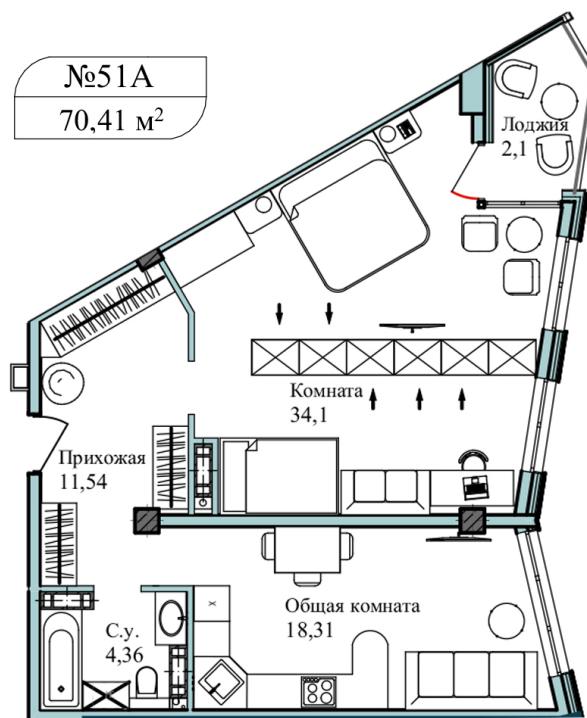 №51А
70,41 м²
Лоджия
2,1
Комната
34,1
Прихожая
11,54
Общая комната
18,31
С.у.
4,36
х